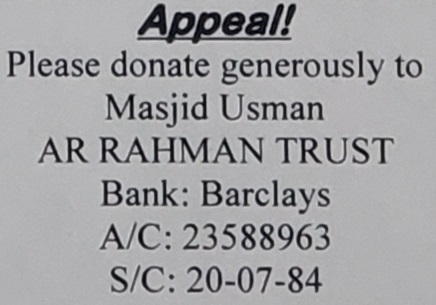 Appeal!
Please donate generously to
Masjid Usman
AR RAHMAN TRUST
Bank: Barclays
A/C: 23588963
S/C: 20-07-84